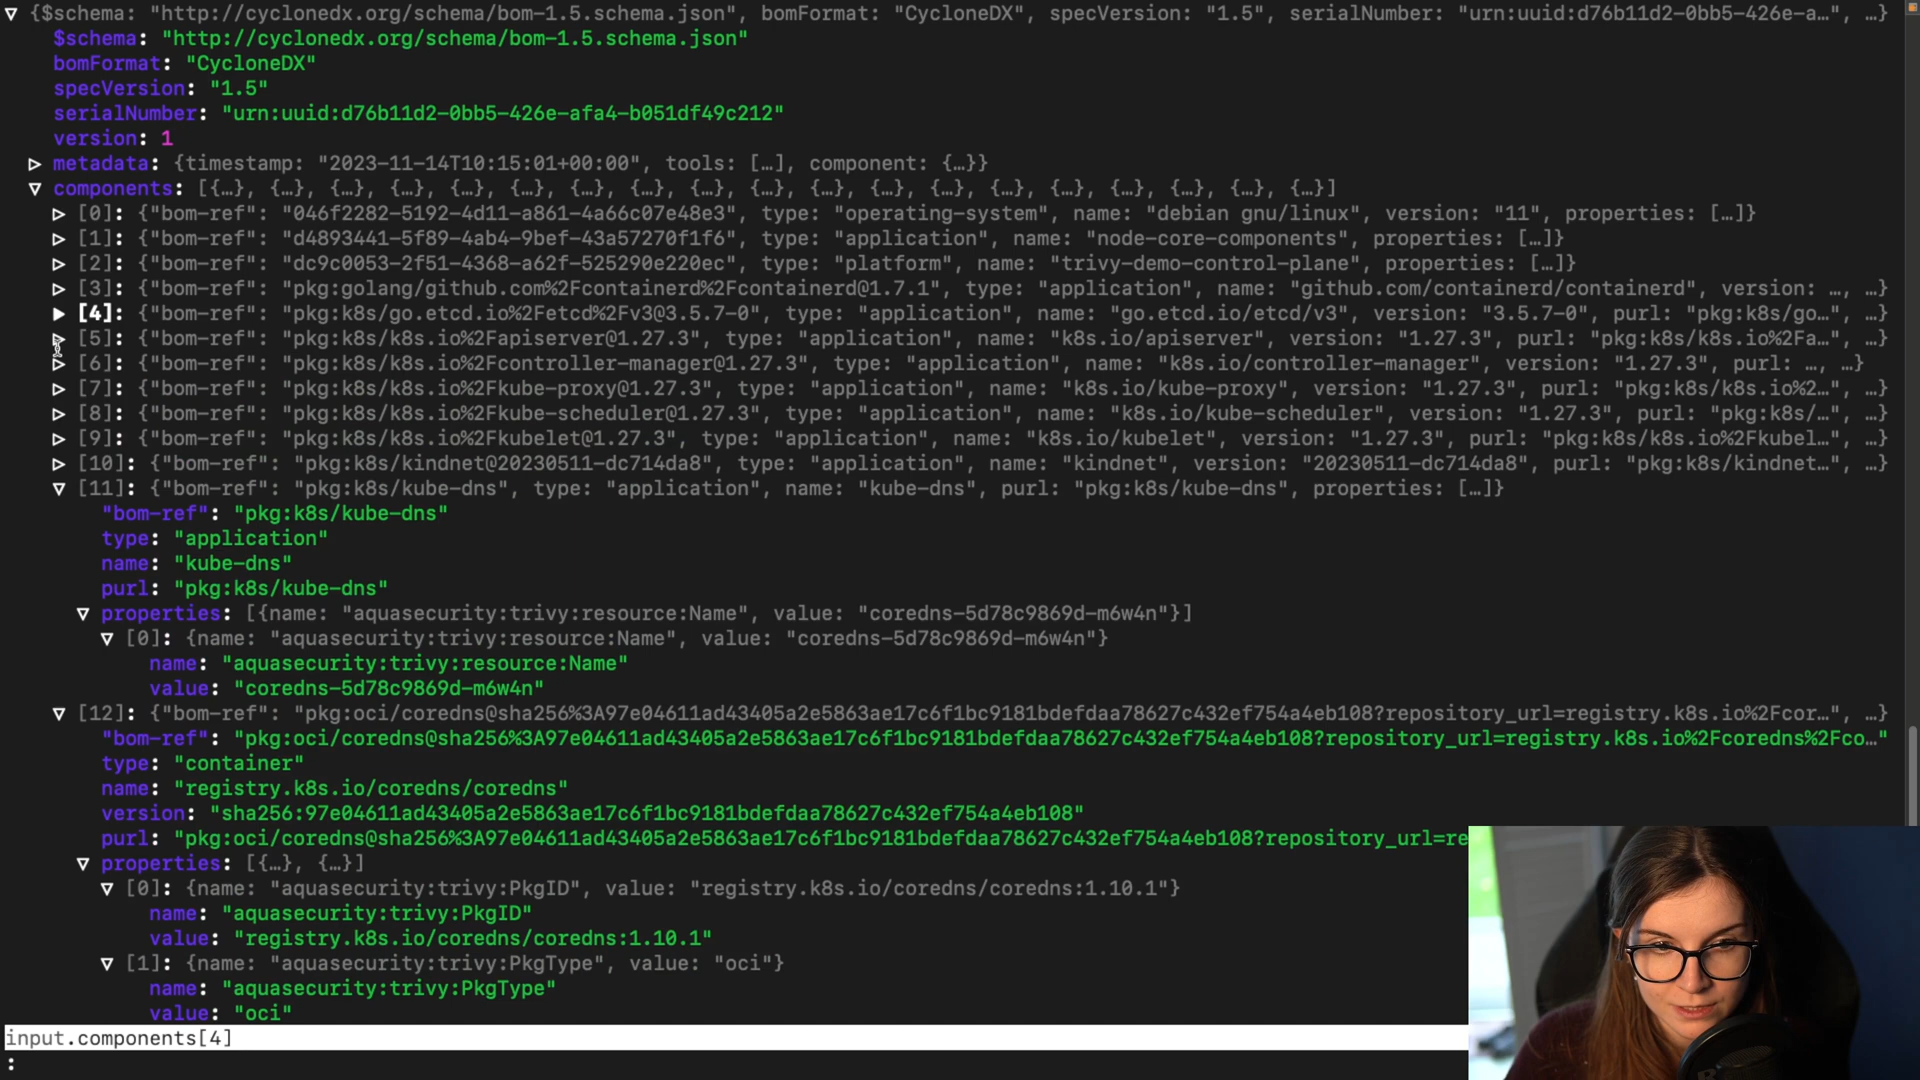 ▽ {$schema: "http://cyclonedx.org/schema/bom-1.5.schema.json", bomFormat: "CycloneDX", specVersion: "1.5", serialNumber: "urn:uuid:d76b11d2-0bb5-426e-a…", …}
$schema: "http://cyclonedx.org/schema/bom-1.5.schema.json"
bomFormat: "CycloneDX"
specVersion: "1.5"
serialNumber: "urn:uuid:d76b11d2-0bb5-426e-afa4-b051df49c212"
version: 1
▷ metadata: {timestamp: "2023-11-14T10:15:01+00:00", tools: […], component: {…}}
▽ components: [{…}, {…}, {…}, {…}, {…}, {…}, {…}, {…}, {…}, {…}, {…}, {…}, {…}, {…}, {…}, {…}, {…}, {…}, {…}]
▷ [0]: {"bom-ref": "046f2282-5192-4d11-a861-4a66c07e48e3", type: "operating-system", name: "debian gnu/linux", version: "11", properties: […]}
▷ [1]: {"bom-ref": "d4893441-5f89-4ab4-9bef-43a57270f1f6", type: "application", name: "node-core-components", properties: […]}
▷ [2]: {"bom-ref": "dc9c0053-2f51-4368-a62f-525290e220ec", type: "platform", name: "trivy-demo-control-plane", properties: […]}
▷ [3]: {"bom-ref": "pkg:golang/github.com%2Fcontainerd%2Fcontainerd@1.7.1", type: "application", name: "github.com/containerd/containerd", version: …, …}
▶ [4]: {"bom-ref": "pkg:k8s/go.etcd.io%2Fetcd%2Fv3@3.5.7-0", type: "application", name: "go.etcd.io/etcd/v3", version: "3.5.7-0", purl: "pkg:k8s/go…", …}
▷ [5]: {"bom-ref": "pkg:k8s/k8s.io%2Fapiserver@1.27.3", type: "application", name: "k8s.io/apiserver", version: "1.27.3", purl: "pkg:k8s/k8s.io%2Fa…", …}
▷ [6]: {"bom-ref": "pkg:k8s/k8s.io%2Fcontroller-manager@1.27.3", type: "application", name: "k8s.io/controller-manager", version: "1.27.3", purl: …, …}
▷ [7]: {"bom-ref": "pkg:k8s/k8s.io%2Fkube-proxy@1.27.3", type: "application", name: "k8s.io/kube-proxy", version: "1.27.3", purl: "pkg:k8s/k8s.io%2…", …}
▷ [8]: {"bom-ref": "pkg:k8s/k8s.io%2Fkube-scheduler@1.27.3", type: "application", name: "k8s.io/kube-scheduler", version: "1.27.3", purl: "pkg:k8s/…", …}
▷ [9]: {"bom-ref": "pkg:k8s/k8s.io%2Fkubelet@1.27.3", type: "application", name: "k8s.io/kubelet", version: "1.27.3", purl: "pkg:k8s/k8s.io%2Fkubel…", …}
▷ [10]: {"bom-ref": "pkg:k8s/kindnet@20230511-dc714da8", type: "application", name: "kindnet", version: "20230511-dc714da8", purl: "pkg:k8s/kindnet…", …}
▽ [11]: {"bom-ref": "pkg:k8s/kube-dns", type: "application", name: "kube-dns", purl: "pkg:k8s/kube-dns", properties: […]}
"bom-ref": "pkg:k8s/kube-dns"
type: "application"
name: "kube-dns"
purl: "pkg:k8s/kube-dns"
▽ properties: [{name: "aquasecurity:trivy:resource:Name", value: "coredns-5d78c9869d-m6w4n"}]
▽ [0]: {name: "aquasecurity:trivy:resource:Name", value: "coredns-5d78c9869d-m6w4n"}
name: "aquasecurity:trivy:resource:Name"
value: "coredns-5d78c9869d-m6w4n"
▽ [12]: {"bom-ref": "pkg:oci/coredns@sha256%3A97e04611ad43405a2e5863ae17c6f1bc9181bdefdaa78627c432ef754a4eb108?repository_url=registry.k8s.io%2Fcor…", …}
"bom-ref": "pkg:oci/coredns@sha256%3A97e04611ad43405a2e5863ae17c6f1bc9181bdefdaa78627c432ef754a4eb108?repository_url=registry.k8s.io%2Fcoredns%2Fco…"
type: "container"
name: "registry.k8s.io/coredns/coredns"
version: "sha256:97e04611ad43405a2e5863ae17c6f1bc9181bdefdaa78627c432ef754a4eb108"
purl: "pkg:oci/coredns@sha256%3A97e04611ad43405a2e5863ae17c6f1bc9181bdefdaa78627c432ef754a4eb108?repository_url=re
▽ properties: [{…}, {…}]
▽ [0]: {name: "aquasecurity:trivy:PkgID", value: "registry.k8s.io/coredns/coredns:1.10.1"}
name: "aquasecurity:trivy:PkgID"
value: "registry.k8s.io/coredns/coredns:1.10.1"
▽ [1]: {name: "aquasecurity:trivy:PkgType", value: "oci"}
name: "aquasecurity:trivy:PkgType"
value: "oci"
input.components[4]
: